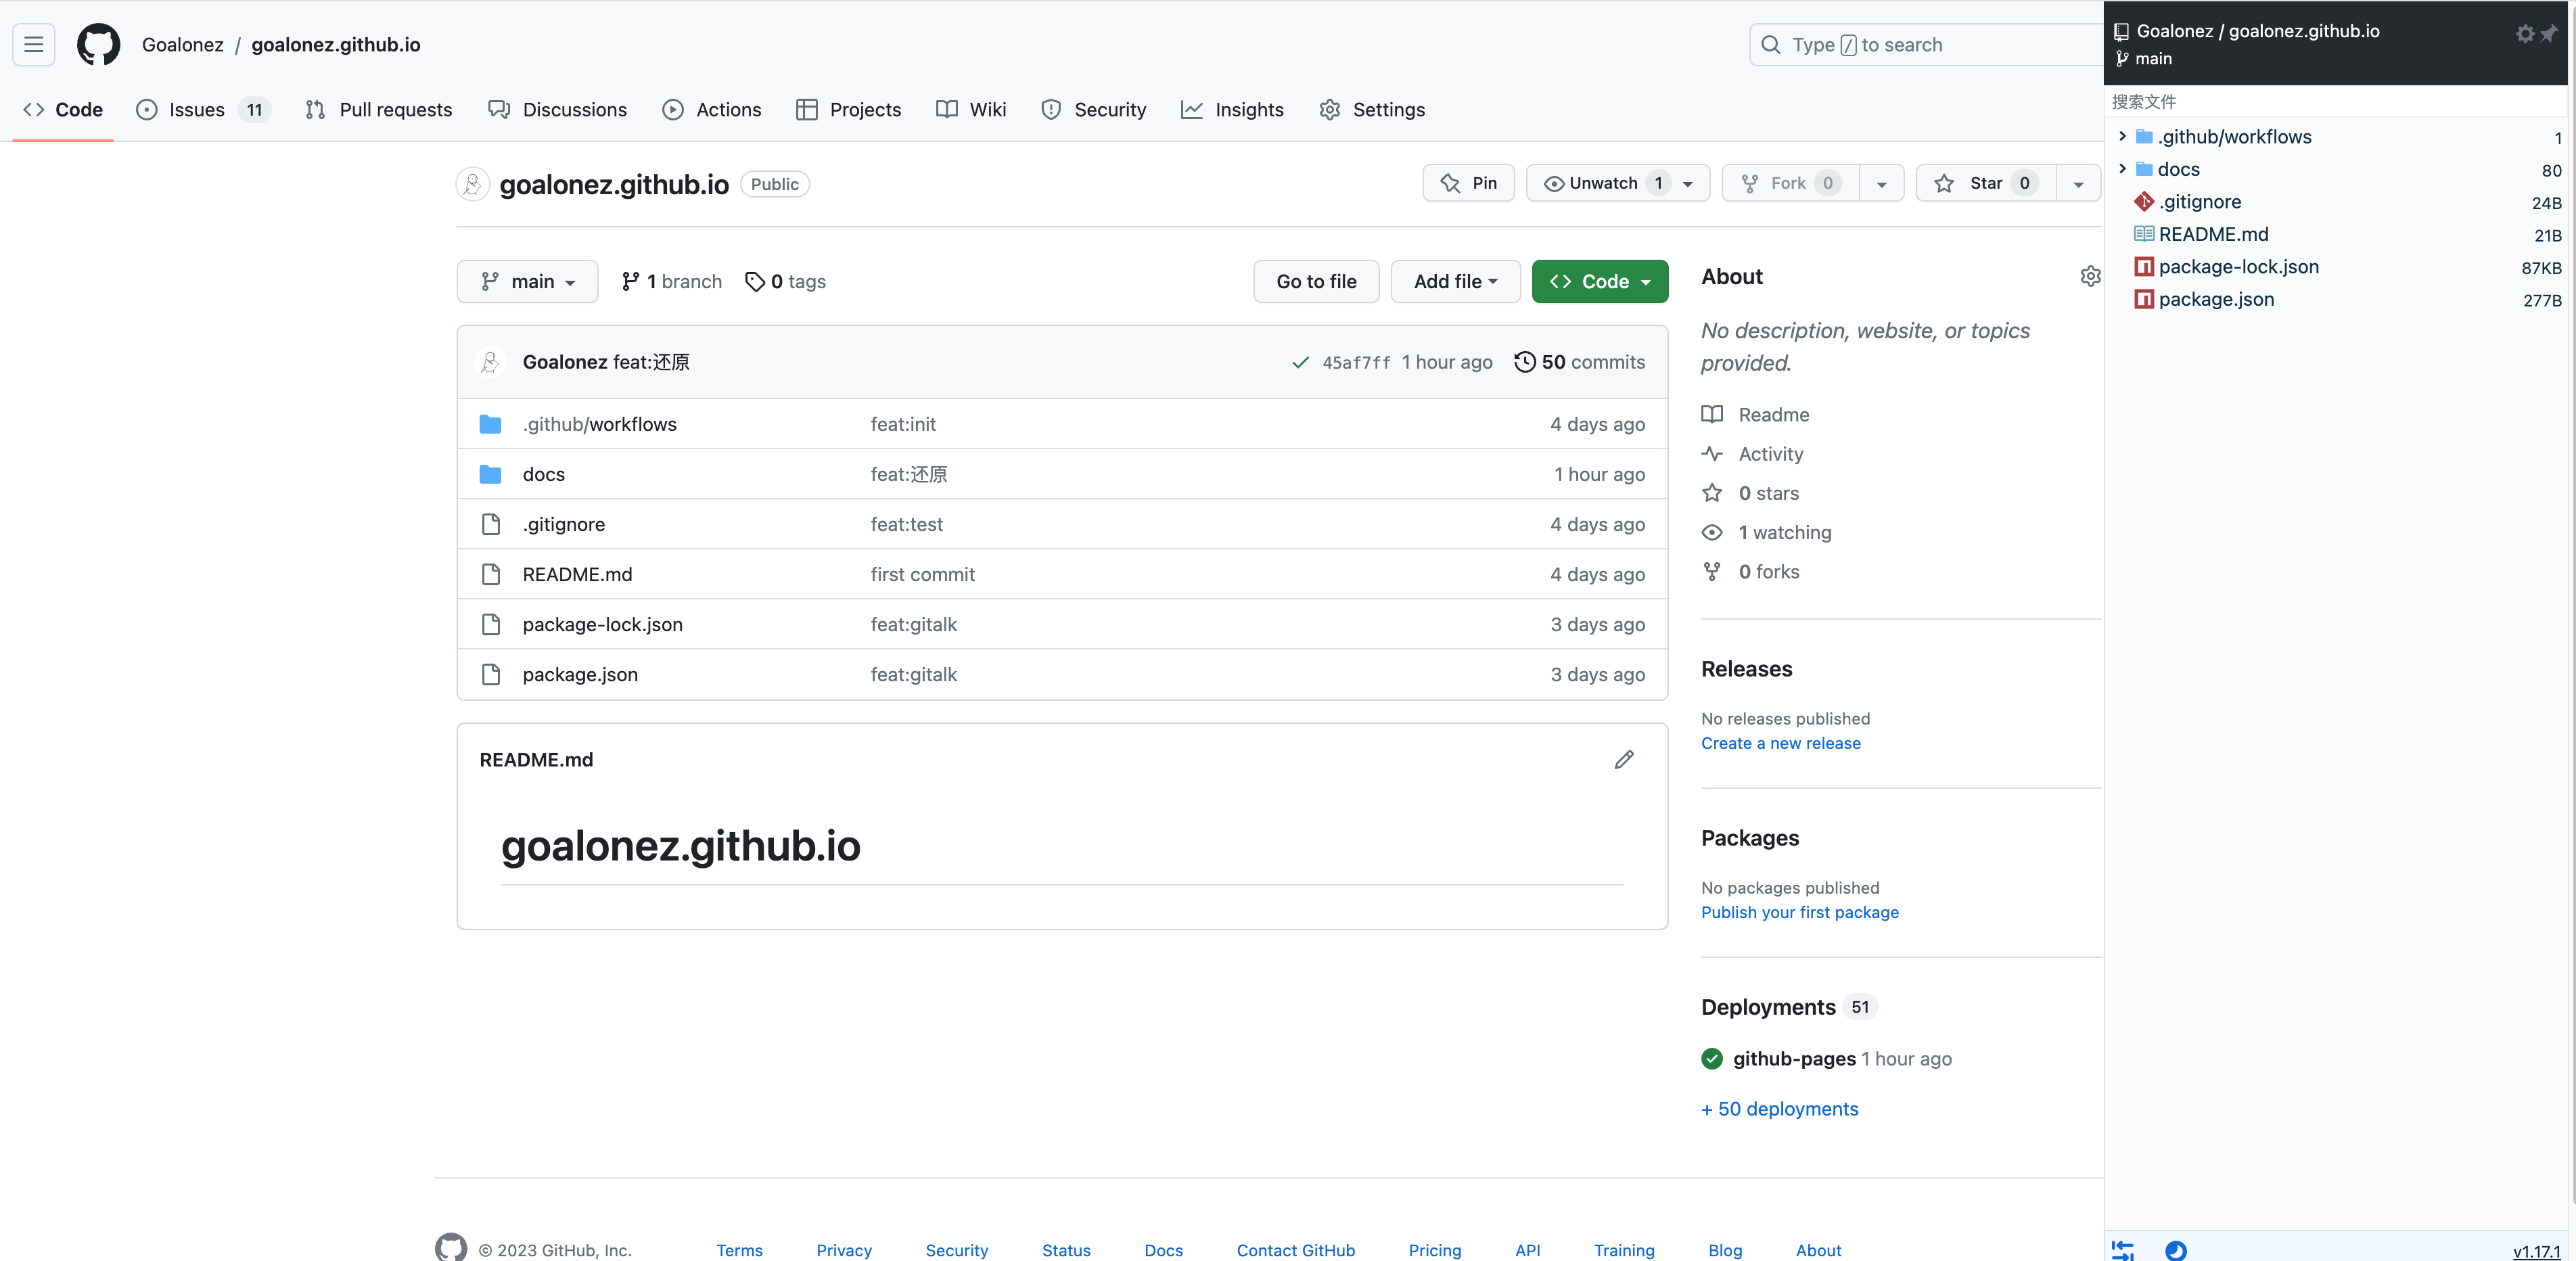 Goalonez / goalonez.github.io
Type / to search
Code
Issues 11
Pull requests
Discussions
Actions
Projects
Wiki
Security
Insights
Settings
goalonez.github.io Public
Pin
Unwatch 1
Fork 0
Star 0
main
1 branch
0 tags
Go to file
Add file
Code
Goalonez feat:还原
45af7ff 1 hour ago
50 commits
.github/workflows feat:init 4 days ago
docs feat:还原 1 hour ago
.gitignore feat:test 4 days ago
README.md first commit 4 days ago
package-lock.json feat:gitalk 3 days ago
package.json feat:gitalk 3 days ago
README.md
goalonez.github.io
About
No description, website, or topics
provided.
Readme
Activity
0 stars
1 watching
0 forks
Releases
No releases published
Create a new release
Packages
No packages published
Publish your first package
Deployments 51
github-pages 1 hour ago
+ 50 deployments
© 2023 GitHub, Inc.
Terms
Privacy
Security
Status
Docs
Contact GitHub
Pricing
API
Training
Blog
About
Goalonez / goalonez.github.io
main
搜索文件
.github/workflows 1
docs 80
.gitignore 24B
README.md 21B
package-lock.json 87KB
package.json 277B
v1.17.1